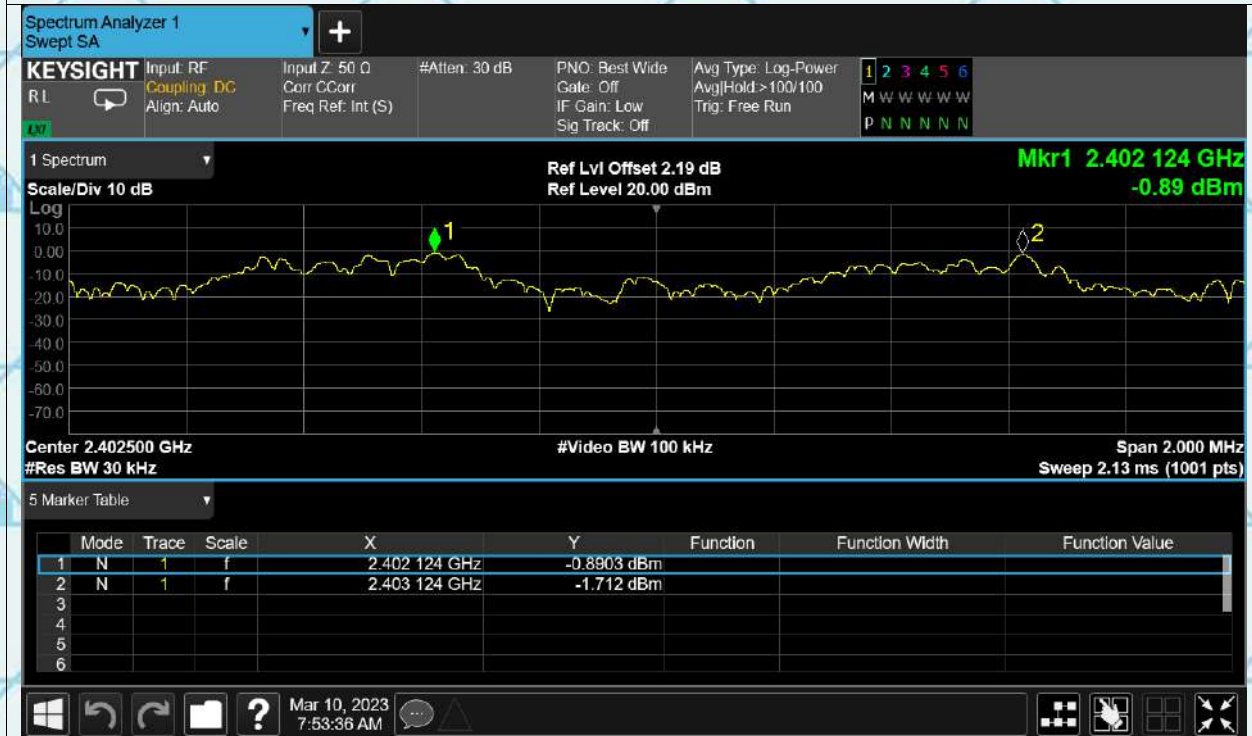 Spectrum Analyzer 1
Swept SA
+
KEYSIGHT
RL
LXI
Input: RF
Coupling: DC
Align: Auto
Input Z: 50 Ω
Corr CCorr
Freq Ref: Int (S)
#Atten: 30 dB
PNO: Best Wide
Gate: Off
IF Gain: Low
Sig Track: Off
Avg Type: Log-Power
Avg|Hold:>100/100
Trig: Free Run
1 2 3 4 5 6
M W W W W W
P N N N N N
1 Spectrum
Scale/Div 10 dB
Ref Lvl Offset 2.19 dB
Ref Level 20.00 dBm
Mkr1 2.402 124 GHz
-0.89 dBm
Log
10.0
0.00
-10.0
-20.0
-30.0
-40.0
-50.0
-60.0
-70.0
1
2
Center 2.402500 GHz
#Res BW 30 kHz
#Video BW 100 kHz
Span 2.000 MHz
Sweep 2.13 ms (1001 pts)
5 Marker Table
Mode Trace Scale X Y Function Function Width Function Value
1 N 1 f 2.402 124 GHz -0.8903 dBm
2 N 1 f 2.403 124 GHz -1.712 dBm
3
4
5
6
?
Mar 10, 2023
7:53:36 AM